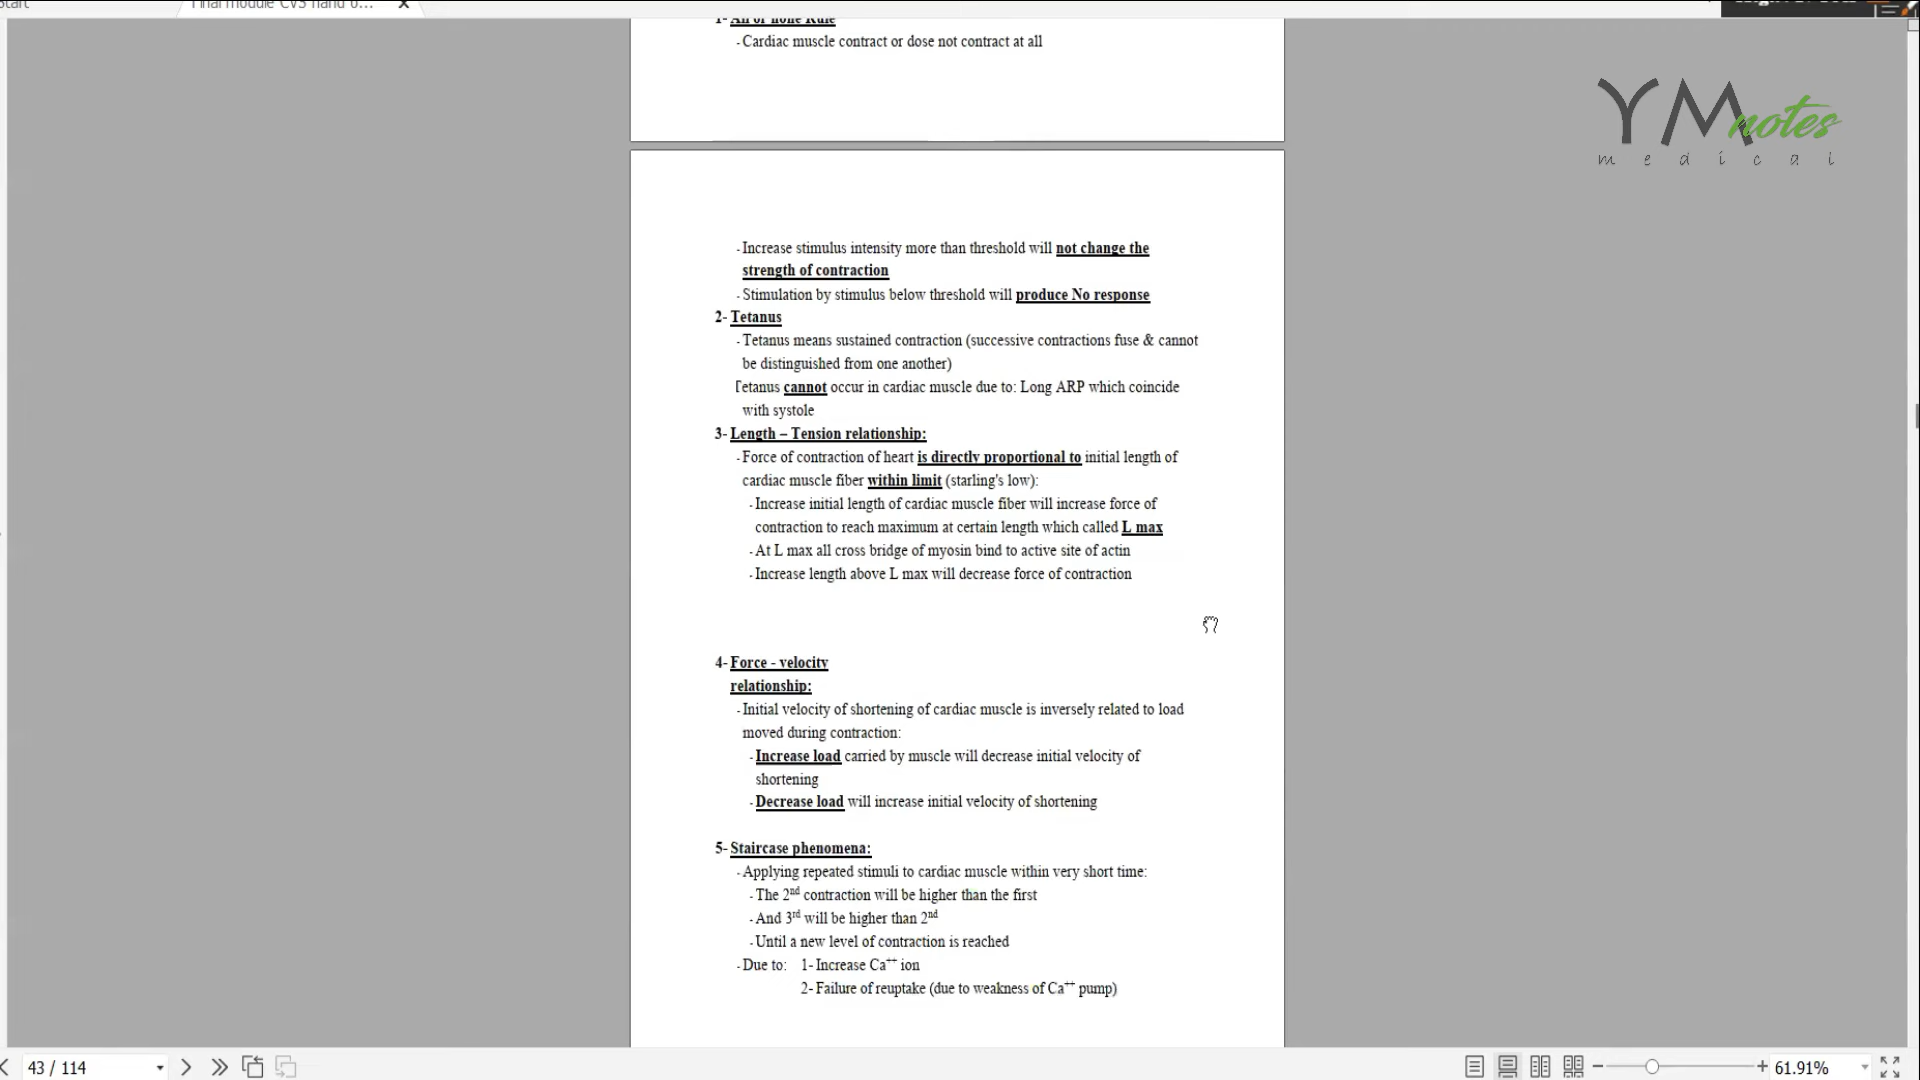 tart
Final module CVS hand o...
1- All or none Rule
- Cardiac muscle contract or dose not contract at all
YM notes
medical
- Increase stimulus intensity more than threshold will not change the
strength of contraction
- Stimulation by stimulus below threshold will produce No response
2- Tetanus
- Tetanus means sustained contraction (successive contractions fuse & cannot
be distinguished from one another)
Tetanus cannot occur in cardiac muscle due to: Long ARP which coincide
with systole
3- Length – Tension relationship:
- Force of contraction of heart is directly proportional to initial length of
cardiac muscle fiber within limit (starling's low):
- Increase initial length of cardiac muscle fiber will increase force of
contraction to reach maximum at certain length which called L max
- At L max all cross bridge of myosin bind to active site of actin
- Increase length above L max will decrease force of contraction
4- Force - velocity
relationship:
- Initial velocity of shortening of cardiac muscle is inversely related to load
moved during contraction:
- Increase load carried by muscle will decrease initial velocity of
shortening
- Decrease load will increase initial velocity of shortening
5- Staircase phenomena:
- Applying repeated stimuli to cardiac muscle within very short time:
- The 2nd contraction will be higher than the first
- And 3rd will be higher than 2nd
- Until a new level of contraction is reached
- Due to: 1- Increase Ca++ ion
2- Failure of reuptake (due to weakness of Ca++ pump)
43 / 114
61.91%